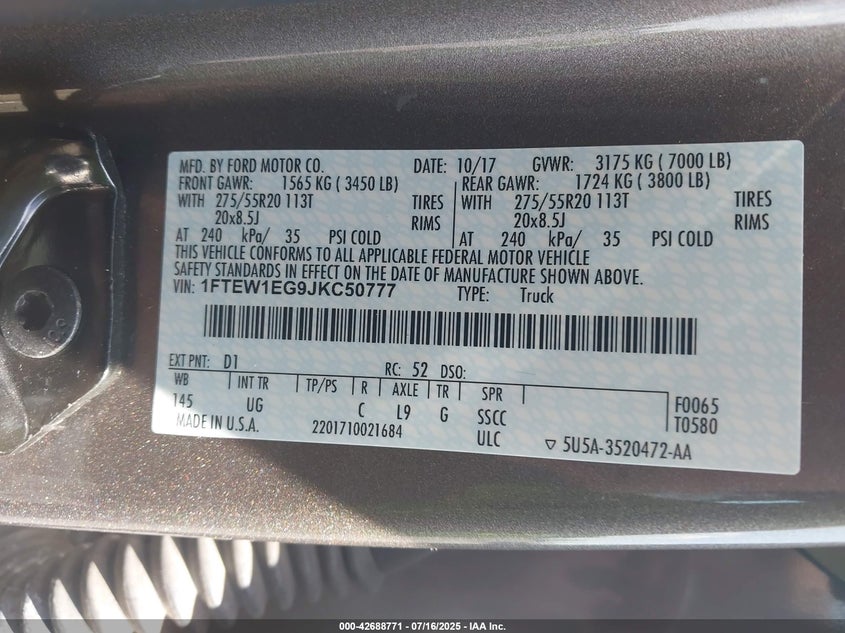 MFD. BY FORD MOTOR CO. DATE: 10/17 GVWR: 3175 KG ( 7000 LB)
FRONT GAWR: 1565 KG ( 3450 LB) REAR GAWR: 1724 KG ( 3800 LB)
WITH 275/55R20 113T TIRES WITH 275/55R20 113T TIRES
20x8.5J RIMS 20x8.5J RIMS
AT 240 kPa/ 35 PSI COLD AT 240 kPa/ 35 PSI COLD
THIS VEHICLE CONFORMS TO ALL APPLICABLE FEDERAL MOTOR VEHICLE
SAFETY STANDARDS IN EFFECT ON THE DATE OF MANUFACTURE SHOWN ABOVE.
VIN: 1FTEW1EG9JKC50777 TYPE: Truck
EXT PNT: D1 RC: 52 DSO:
WB INT TR TP/PS R AXLE TR SPR F0065
145 UG C L9 G SSCC T0580
MADE IN U.S.A. 2201710021684 ULC ▽ 5U5A-3520472-AA
000-42688771 / 07/16/2025 - IAA Inc.